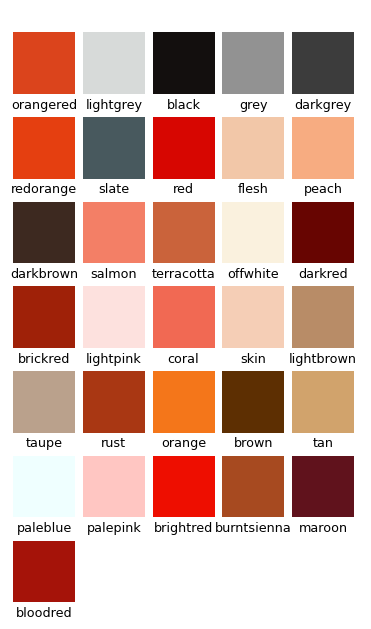 orangered lightgrey black grey darkgrey
redorange slate red flesh peach
darkbrown salmon terracotta offwhite darkred
brickred lightpink coral skin lightbrown
taupe rust orange brown tan
paleblue palepink brightred burntsienna maroon
bloodred